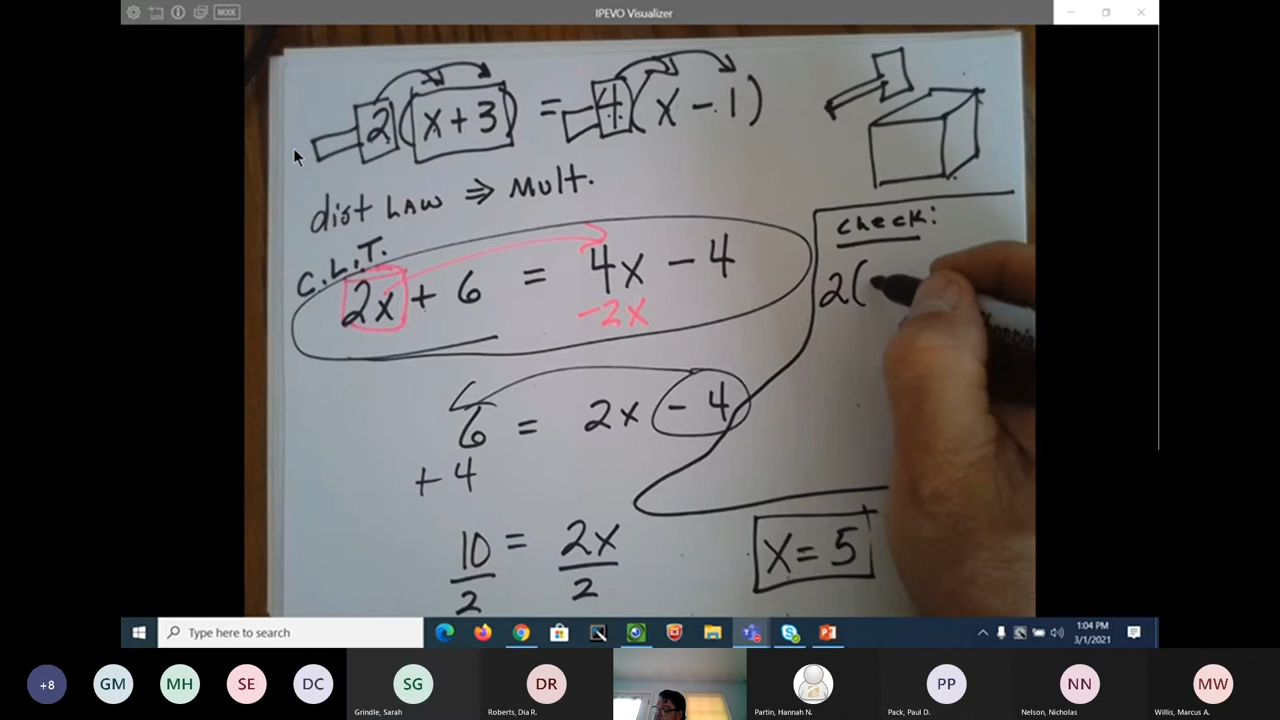 IPEVO Visualizer
MODE
2(x+3) = 4(x-1)
dist LAW ⇒ Mult.
C.L.T.
2x + 6 = 4x - 4
-2x
6 = 2x - 4
+4
10/2 = 2x/2
check:
2(
x = 5
Type here to search
1:04 PM
3/1/2021
+8
GM
MH
SE
DC
SG
DR
PP
NN
MW
Grindle, Sarah
Roberts, Dia R.
Partin, Hannah N.
Pack, Paul D.
Nelson, Nicholas
Willis, Marcus A.